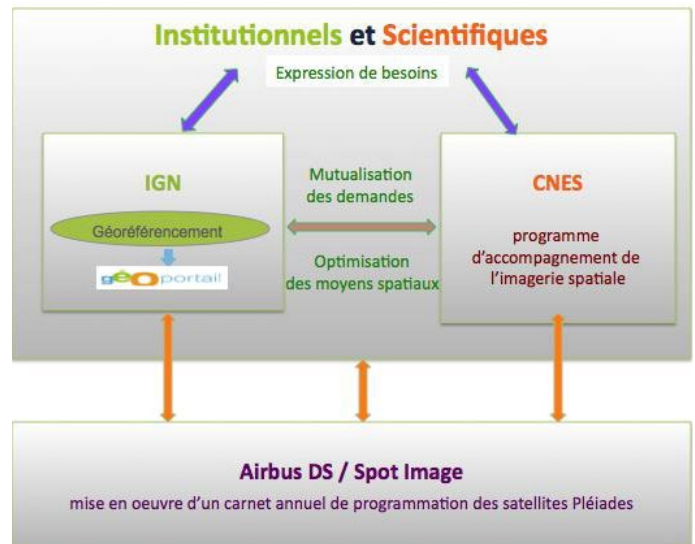 Institutionnels et Scientifiques
Expression de besoins
IGN
Géoréférencement
géoportail
Mutualisation
des demandes
Optimisation
des moyens spatiaux
CNES
programme
d'accompagnement de
l'imagerie spatiale
Airbus DS / Spot Image
mise en oeuvre d'un carnet annuel de programmation des satellites Pléiades